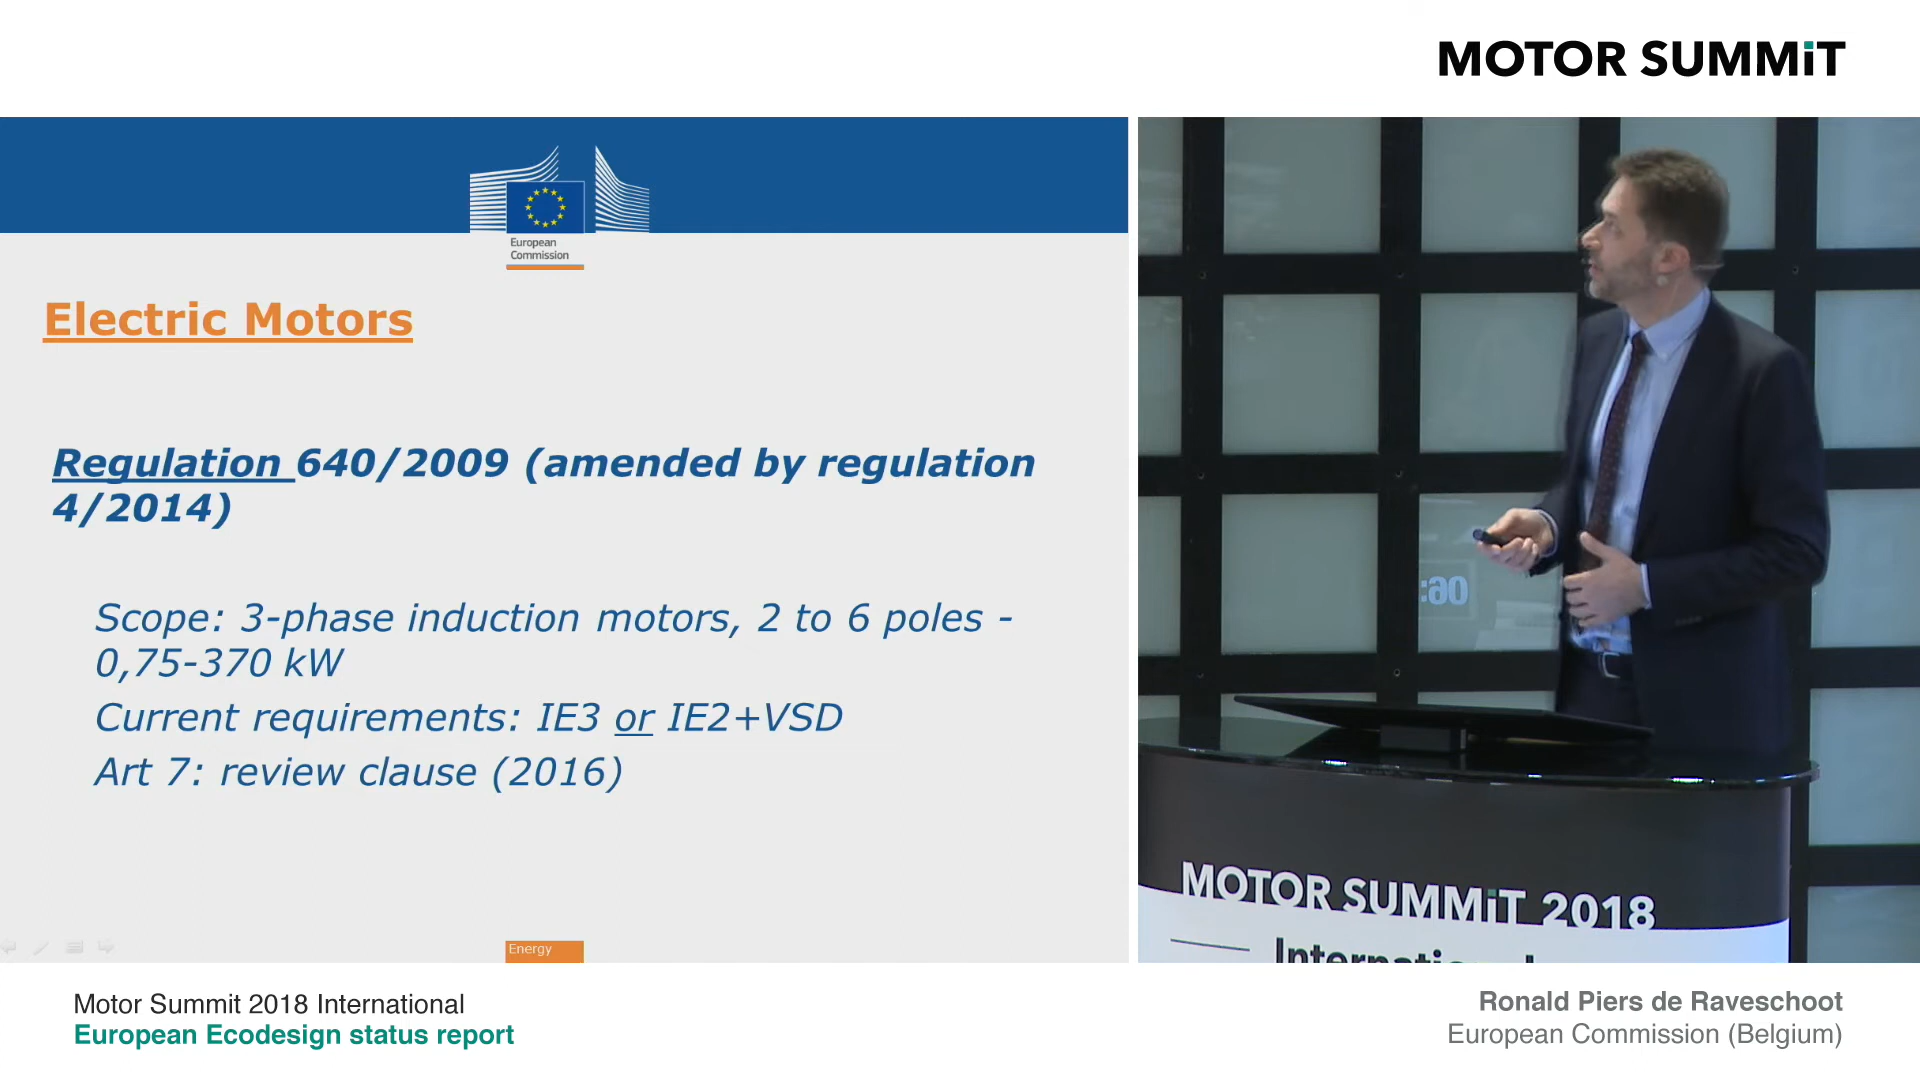 MOTOR SUMMiT
European
Commission
Electric Motors
Regulation 640/2009 (amended by regulation
4/2014)
Scope: 3-phase induction motors, 2 to 6 poles -
0,75-370 kW
Current requirements: IE3 or IE2+VSD
Art 7: review clause (2016)
Energy
:ao
MOTOR SUMMiT 2018
International
Motor Summit 2018 International
European Ecodesign status report
Ronald Piers de Raveschoot
European Commission (Belgium)